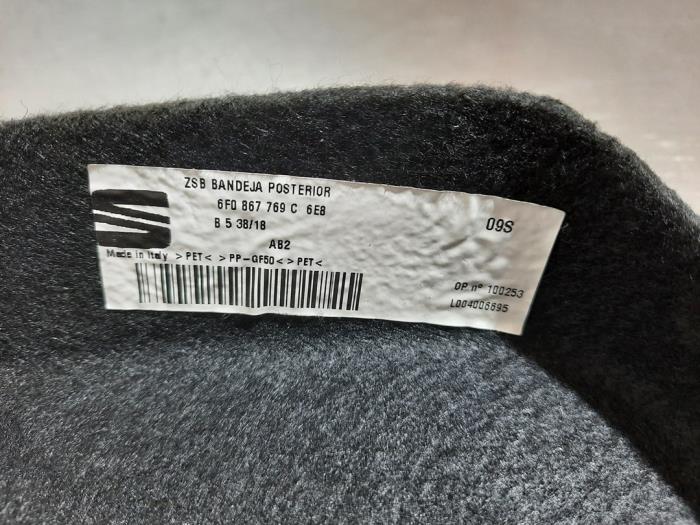 ZSB BANDEJA POSTERIOR
6F0 867 769 C 6E8
B 5 38/18
09S
AB2
Made in Italy >PET< >PP-GF50<>PET<
OP nº 100253
L004006695